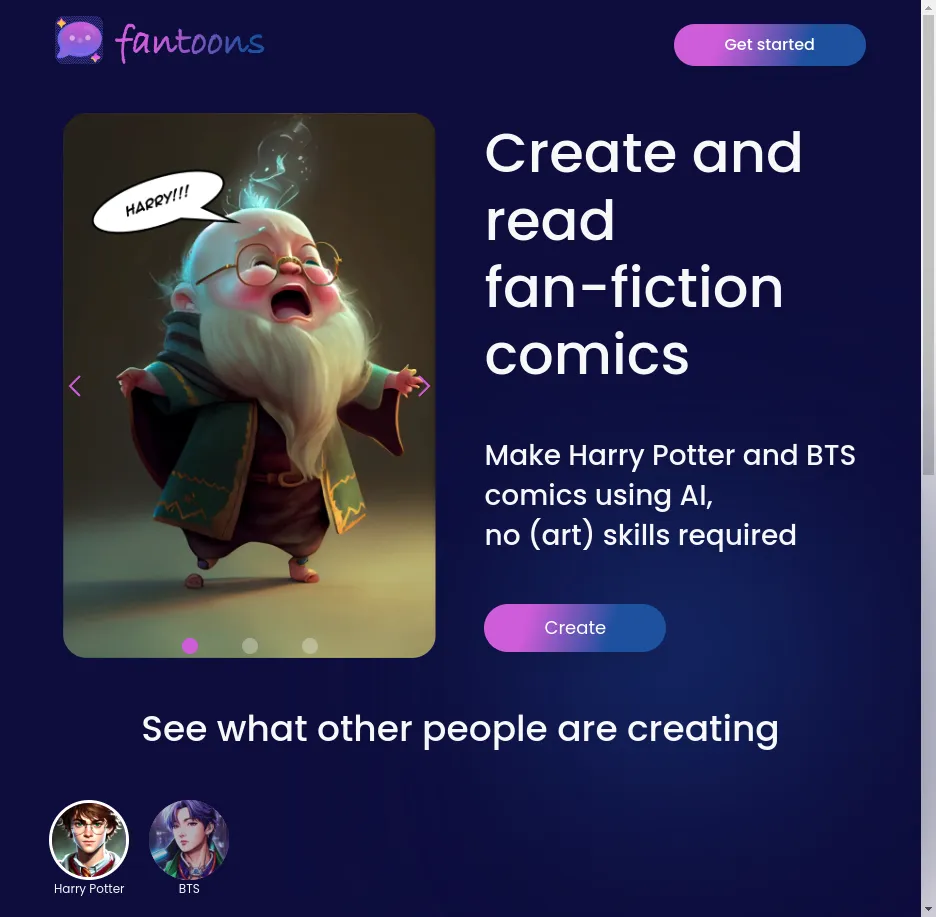 fantoons
Get started
HARRY!!!
Create and
read
fan-fiction
comics
Make Harry Potter and BTS
comics using AI,
no (art) skills required
Create
See what other people are creating
Harry Potter
BTS